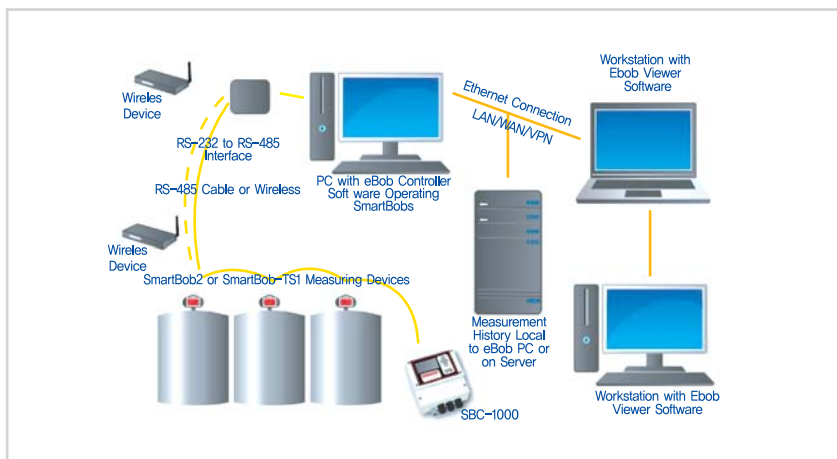 Wireles
Device
RS-232 to RS-485
Interface
RS-485 Cable or Wireless
Wireles
Device
SmartBob2 or SmartBob-TS1 Measuring Devices
PC with eBob Controller
Soft ware Operating
SmartBobs
Ethernet Connection
LAN/WAN/VPN
Workstation with
Ebob Viewer
Software
Measurement
History Local
to eBob PC or
on Server
SBC-1000
Workstation with Ebob
Viewer Software